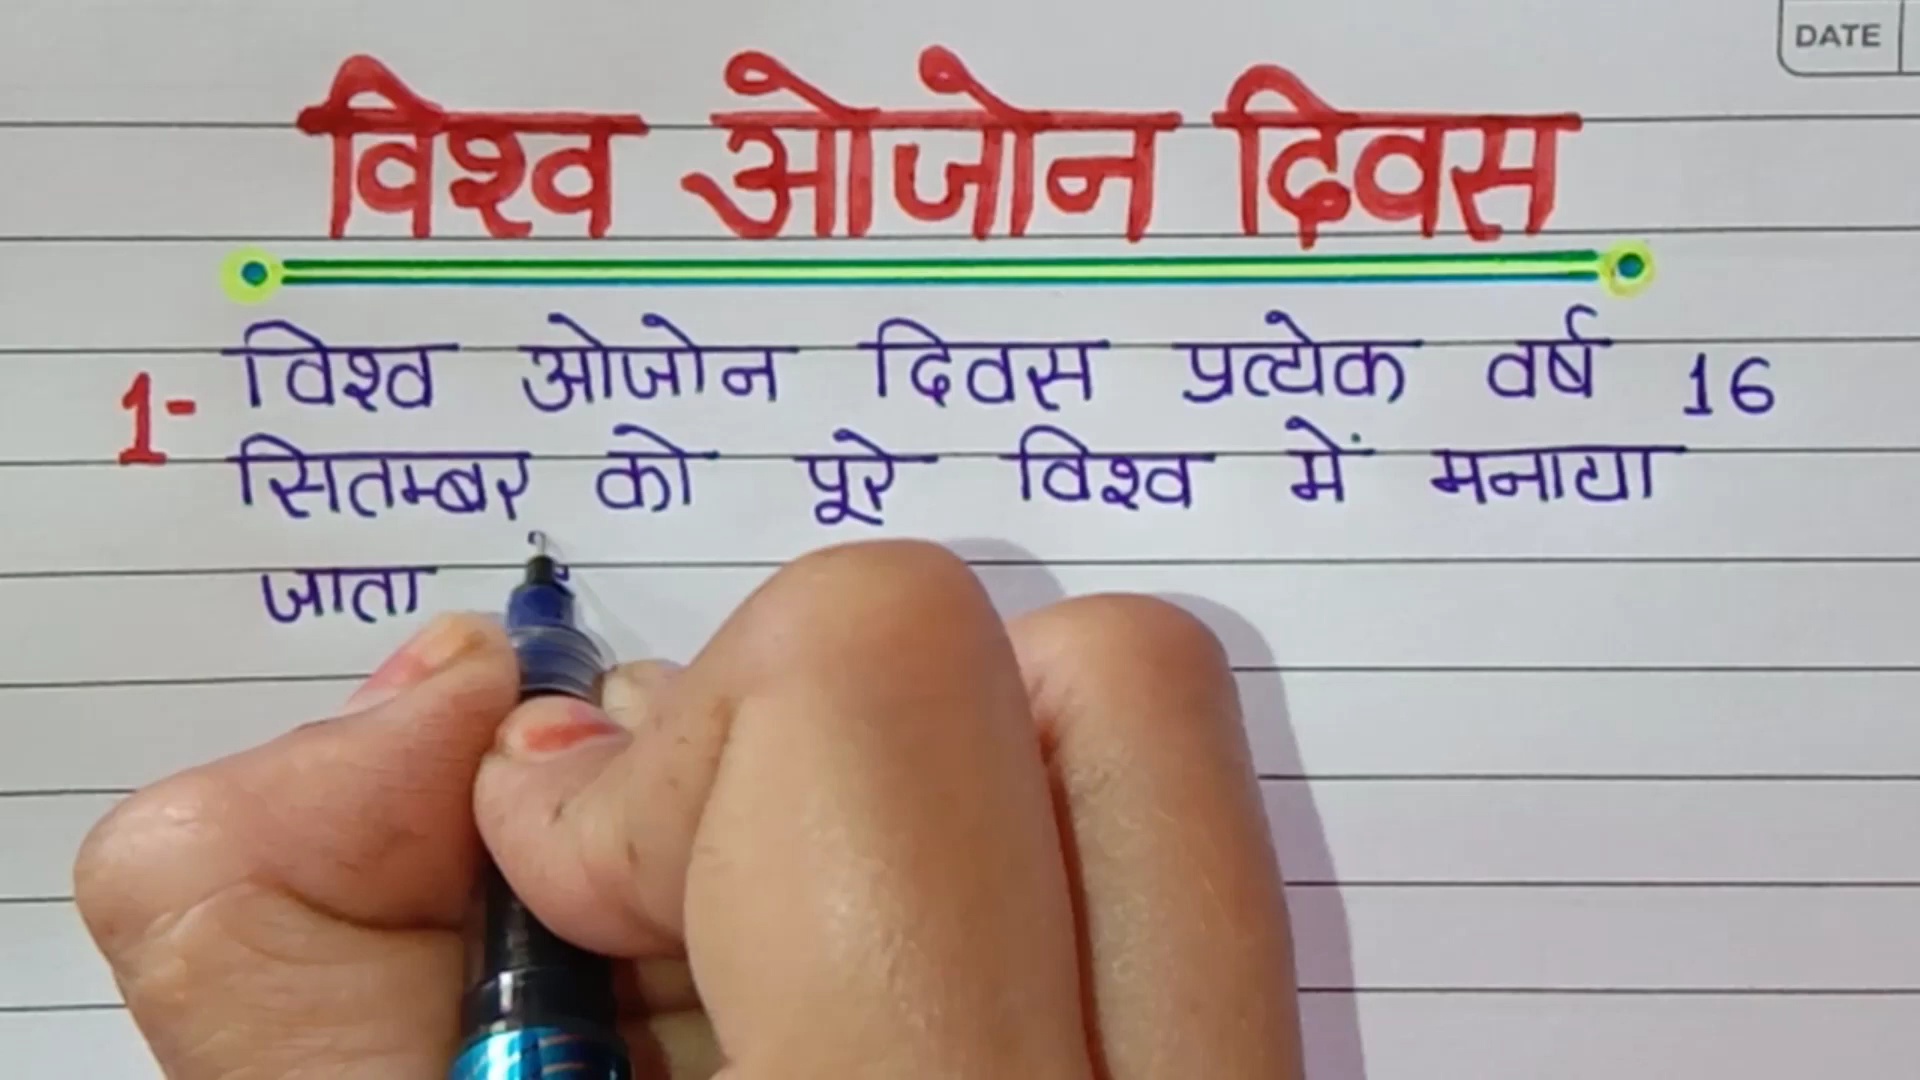 DATE
विश्व ओजोन दिवस
1- विश्व ओजोन दिवस प्रत्येक वर्ष 16
सितम्बर को पूरे विश्व में मनाया
जाता